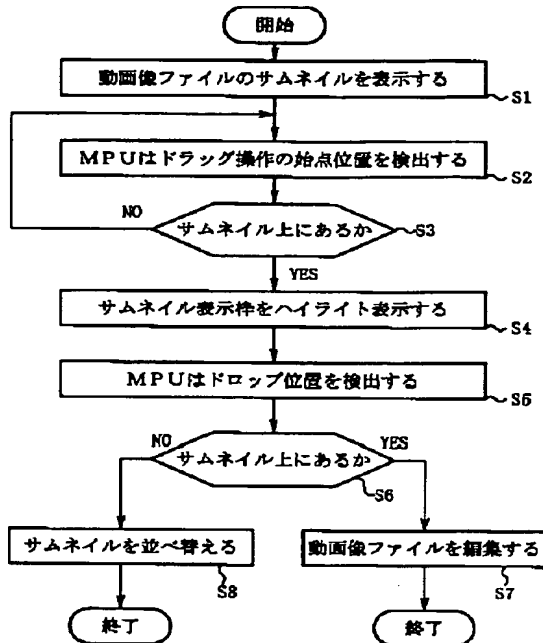 開始
動画像ファイルのサムネイルを表示する
S1
MPUはドラッグ操作の始点位置を検出する
S2
NO
サムネイル上にあるか
S3
YES
サムネイル表示枠をハイライト表示する
S4
MPUはドロップ位置を検出する
S5
NO
サムネイル上にあるか
YES
S6
サムネイルを並べ替える
S8
動画像ファイルを編集する
S7
終了
終了